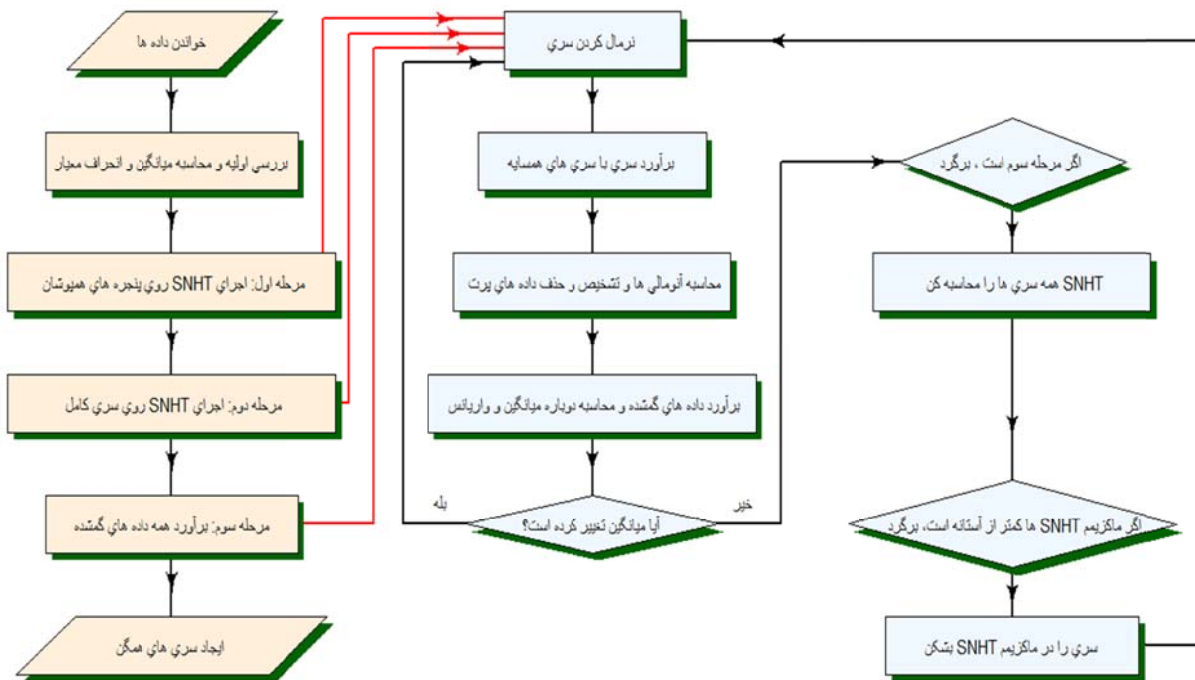 خواندن داده ها
بررسي اوليه و محاسبه ميانگين و انحراف معيار
مرحله اول: اجراي SNHT روي پنجره هاي همپوشان
مرحله دوم: اجراي SNHT روي سري كامل
مرحله سوم: برآورد همه داده هاي گمشده
ايجاد سري هاي همگن
نرمال كردن سري
برآورد سري با سري هاي همسايه
محاسبه آنومالي ها و تشخيص و حذف داده هاي پرت
برآورد داده هاي گمشده و محاسبه دوباره ميانگين و واريانس
آيا ميانگين تغيير كرده است؟
بله
خير
اگر مرحله سوم است ، برگرد
SNHT همه سري ها را محاسبه كن
اگر ماكزيم SNHT ها كمتر از آستانه است، برگرد
سري را در ماكزيم SNHT بشكن